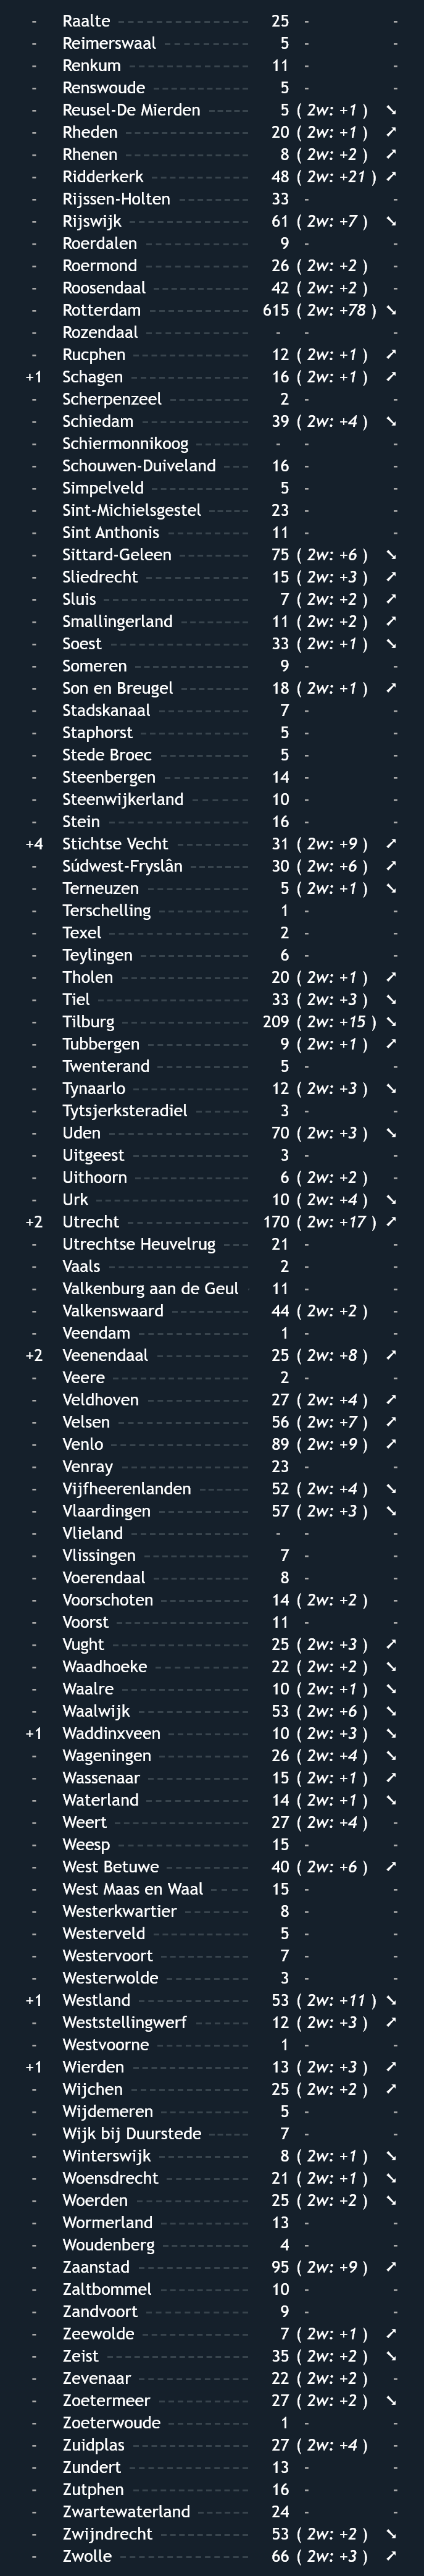 - Raalte 25 - -
- Reimerswaal 5 - -
- Renkum 11 - -
- Renswoude 5 - -
- Reusel-De Mierden 5 ( 2w: +1 ) ↘
- Rheden 20 ( 2w: +1 ) ↗
- Rhenen 8 ( 2w: +2 ) ↗
- Ridderkerk 48 ( 2w: +21 ) ↗
- Rijssen-Holten 33 - -
- Rijswijk 61 ( 2w: +7 ) ↘
- Roerdalen 9 - -
- Roermond 26 ( 2w: +2 ) -
- Roosendaal 42 ( 2w: +2 ) -
- Rotterdam 615 ( 2w: +78 ) ↘
- Rozendaal - - -
- Rucphen 12 ( 2w: +1 ) ↗
+1 Schagen 16 ( 2w: +1 ) ↗
- Scherpenzeel 2 - -
- Schiedam 39 ( 2w: +4 ) ↘
- Schiermonnikoog - - -
- Schouwen-Duiveland 16 - -
- Simpelveld 5 - -
- Sint-Michielsgestel 23 - -
- Sint Anthonis 11 - -
- Sittard-Geleen 75 ( 2w: +6 ) ↘
- Sliedrecht 15 ( 2w: +3 ) ↗
- Sluis 7 ( 2w: +2 ) ↗
- Smallingerland 11 ( 2w: +2 ) ↗
- Soest 33 ( 2w: +1 ) ↘
- Someren 9 - -
- Son en Breugel 18 ( 2w: +1 ) ↗
- Stadskanaal 7 - -
- Staphorst 5 - -
- Stede Broec 5 - -
- Steenbergen 14 - -
- Steenwijkerland 10 - -
- Stein 16 - -
+4 Stichtse Vecht 31 ( 2w: +9 ) ↗
- Súdwest-Fryslân 30 ( 2w: +6 ) ↗
- Terneuzen 5 ( 2w: +1 ) ↘
- Terschelling 1 - -
- Texel 2 - -
- Teylingen 6 - -
- Tholen 20 ( 2w: +1 ) ↗
- Tiel 33 ( 2w: +3 ) ↘
- Tilburg 209 ( 2w: +15 ) ↘
- Tubbergen 9 ( 2w: +1 ) ↗
- Twenterand 5 - -
- Tynaarlo 12 ( 2w: +3 ) ↘
- Tytsjerksteradiel 3 - -
- Uden 70 ( 2w: +3 ) ↘
- Uitgeest 3 - -
- Uithoorn 6 ( 2w: +2 ) -
- Urk 10 ( 2w: +4 ) ↘
+2 Utrecht 170 ( 2w: +17 ) ↗
- Utrechtse Heuvelrug 21 - -
- Vaals 2 - -
- Valkenburg aan de Geul 11 - -
- Valkenswaard 44 ( 2w: +2 ) -
- Veendam 1 - -
+2 Veenendaal 25 ( 2w: +8 ) ↗
- Veere 2 - -
- Veldhoven 27 ( 2w: +4 ) ↗
- Velsen 56 ( 2w: +7 ) ↗
- Venlo 89 ( 2w: +9 ) ↗
- Venray 23 - -
- Vijfheerenlanden 52 ( 2w: +4 ) ↘
- Vlaardingen 57 ( 2w: +3 ) ↘
- Vlieland - - -
- Vlissingen 7 - -
- Voerendaal 8 - -
- Voorschoten 14 ( 2w: +2 ) -
- Voorst 11 - -
- Vught 25 ( 2w: +3 ) ↗
- Waadhoeke 22 ( 2w: +2 ) ↘
- Waalre 10 ( 2w: +1 ) ↘
- Waalwijk 53 ( 2w: +6 ) ↘
+1 Waddinxveen 10 ( 2w: +3 ) ↘
- Wageningen 26 ( 2w: +4 ) ↘
- Wassenaar 15 ( 2w: +1 ) ↗
- Waterland 14 ( 2w: +1 ) ↘
- Weert 27 ( 2w: +4 ) -
- Weesp 15 - -
- West Betuwe 40 ( 2w: +6 ) ↗
- West Maas en Waal 15 - -
- Westerkwartier 8 - -
- Westerveld 5 - -
- Westervoort 7 - -
- Westerwolde 3 - -
+1 Westland 53 ( 2w: +11 ) ↘
- Weststellingwerf 12 ( 2w: +3 ) ↗
- Westvoorne 1 - -
+1 Wierden 13 ( 2w: +3 ) ↗
- Wijchen 25 ( 2w: +2 ) ↗
- Wijdemeren 5 - -
- Wijk bij Duurstede 7 - -
- Winterswijk 8 ( 2w: +1 ) ↘
- Woensdrecht 21 ( 2w: +1 ) ↘
- Woerden 25 ( 2w: +2 ) ↘
- Wormerland 13 - -
- Woudenberg 4 - -
- Zaanstad 95 ( 2w: +9 ) ↗
- Zaltbommel 10 - -
- Zandvoort 9 - -
- Zeewolde 7 ( 2w: +1 ) ↗
- Zeist 35 ( 2w: +2 ) ↘
- Zevenaar 22 ( 2w: +2 ) -
- Zoetermeer 27 ( 2w: +2 ) ↘
- Zoeterwoude 1 - -
- Zuidplas 27 ( 2w: +4 ) -
- Zundert 13 - -
- Zutphen 16 - -
- Zwartewaterland 24 - -
- Zwijndrecht 53 ( 2w: +2 ) ↘
- Zwolle 66 ( 2w: +3 ) ↗